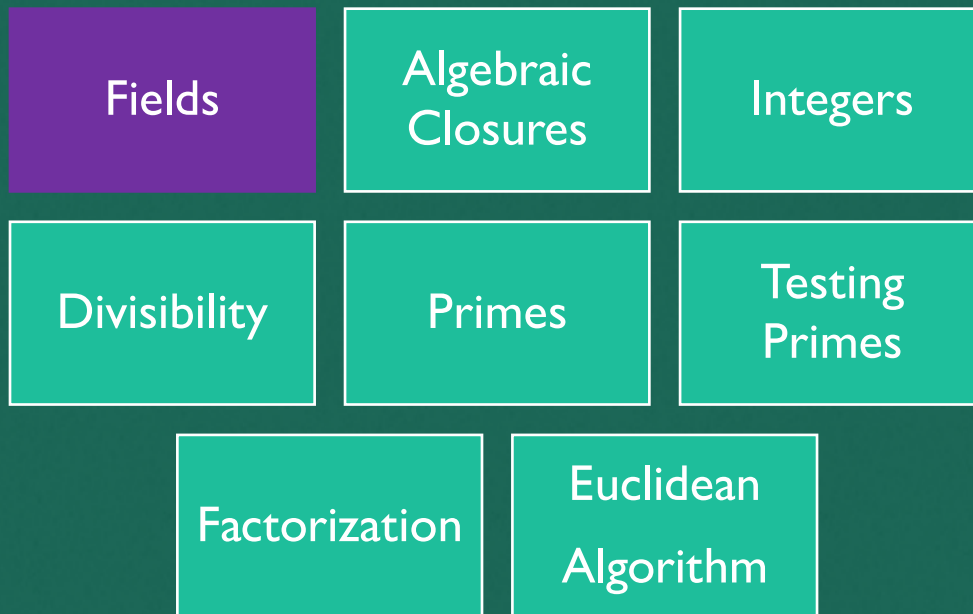 Fields
Algebraic
Closures
Integers
Divisibility
Primes
Testing
Primes
Factorization
Euclidean
Algorithm